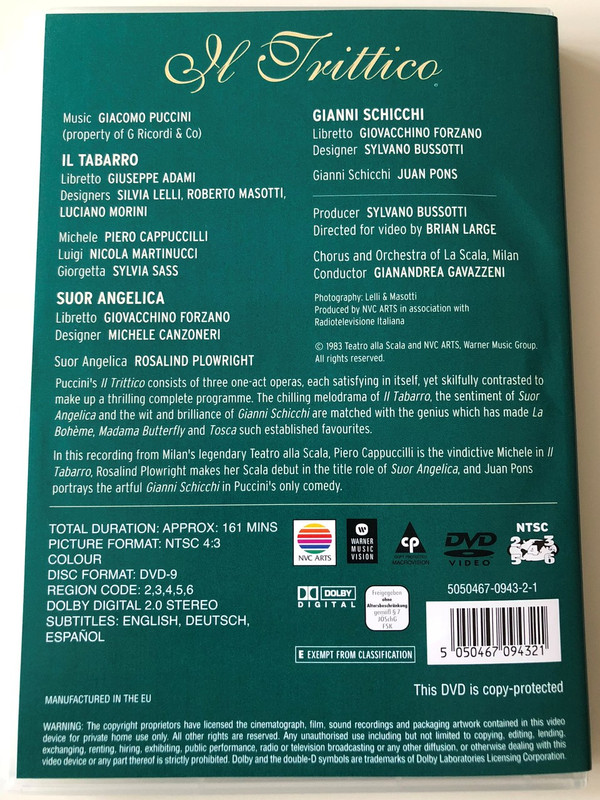 Il Trittico
Music GIACOMO PUCCINI
(property of G Ricordi & Co)
IL TABARRO
Libretto GIUSEPPE ADAMI
Designers SILVIA LELLI, ROBERTO MASOTTI,
LUCIANO MORINI
Michele PIERO CAPPUCCILLI
Luigi NICOLA MARTINUCCI
Giorgetta SYLVIA SASS
SUOR ANGELICA
Libretto GIOVACCHINO FORZANO
Designer MICHELE CANZONERI
Suor Angelica ROSALIND PLOWRIGHT
GIANNI SCHICCHI
Libretto GIOVACCHINO FORZANO
Designer SYLVANO BUSSOTTI
Gianni Schicchi JUAN PONS
Producer SYLVANO BUSSOTTI
Directed for video by BRIAN LARGE
Chorus and Orchestra of La Scala, Milan
Conductor GIANANDREA GAVAZZENI
Photography: Lelli & Masotti
Produced by NVC ARTS in association with
Radiotelevisione Italiana
© 1983 Teatro alla Scala and NVC ARTS, Warner Music Group.
All rights reserved.
Puccini's Il Trittico consists of three one-act operas, each satisfying in itself, yet skilfully contrasted to
make up a thrilling complete programme. The chilling melodrama of Il Tabarro, the sentiment of Suor
Angelica and the wit and brilliance of Gianni Schicchi are matched with the genius which has made La
Bohème, Madama Butterfly and Tosca such established favourites.
In this recording from Milan's legendary Teatro alla Scala, Piero Cappuccilli is the vindictive Michele in Il
Tabarro, Rosalind Plowright makes her Scala debut in the title role of Suor Angelica, and Juan Pons
portrays the artful Gianni Schicchi in Puccini's only comedy.
TOTAL DURATION: APPROX: 161 MINS
PICTURE FORMAT: NTSC 4:3
COLOUR
DISC FORMAT: DVD-9
REGION CODE: 2,3,4,5,6
DOLBY DIGITAL 2.0 STEREO
SUBTITLES: ENGLISH, DEUTSCH,
ESPAÑOL
NVC ARTS
WARNER
MUSIC
VISION
cp
MACROVISION
DVD
VIDEO
NTSC
2 3
5 6
DOLBY
DIGITAL
Freigegeben
ohne
Altersbeschränkung
gemäß § 7
JÖSchG
FSK
5050467-0943-2-1
5 050467 094321
E EXEMPT FROM CLASSIFICATION
This DVD is copy-protected
MANUFACTURED IN THE EU
WARNING: The copyright proprietors have licensed the cinematograph, film, sound recordings and packaging artwork contained in this video
device for private home use only. All other rights are reserved. Any unauthorised use including but not limited to copying, editing, lending,
exchanging, renting, hiring, exhibiting, public performance, radio or television broadcasting or any other diffusion, or otherwise dealing with this
video device or any part thereof is strictly prohibited. Dolby and the double-D symbols are trademarks of Dolby Laboratories Licensing Corporation.